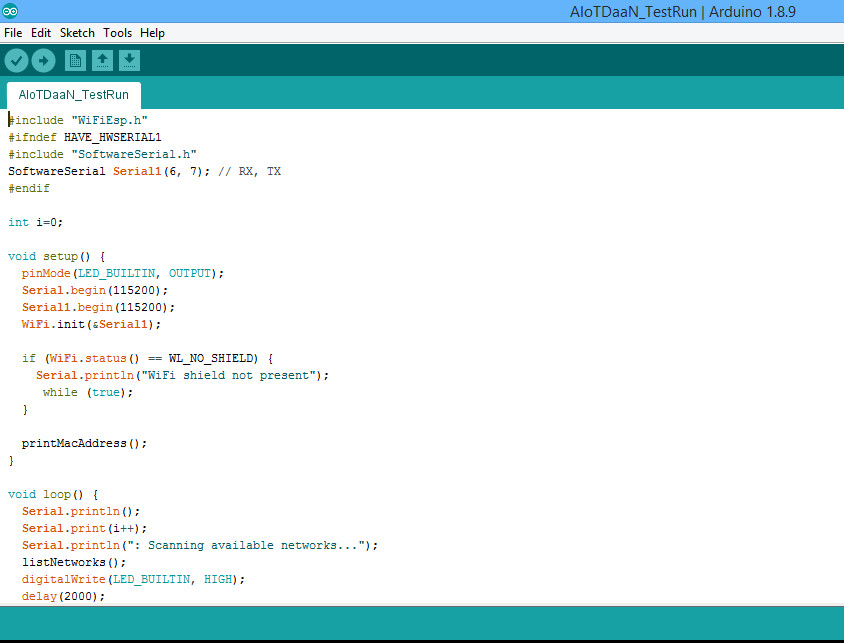 AIoTDaaN_TestRun | Arduino 1.8.9
File Edit Sketch Tools Help
AIoTDaaN_TestRun
#include "WiFiEsp.h"
#ifndef HAVE_HWSERIAL1
#include "SoftwareSerial.h"
SoftwareSerial Serial1(6, 7); // RX, TX
#endif
int i=0;
void setup() {
  pinMode(LED_BUILTIN, OUTPUT);
  Serial.begin(115200);
  Serial1.begin(115200);
  WiFi.init(&Serial1);
  if (WiFi.status() == WL_NO_SHIELD) {
    Serial.println("WiFi shield not present");
     while (true);
  }
  printMacAddress();
}
void loop() {
  Serial.println();
  Serial.print(i++);
  Serial.println(": Scanning available networks...");
  listNetworks();
  digitalWrite(LED_BUILTIN, HIGH);
  delay(2000);